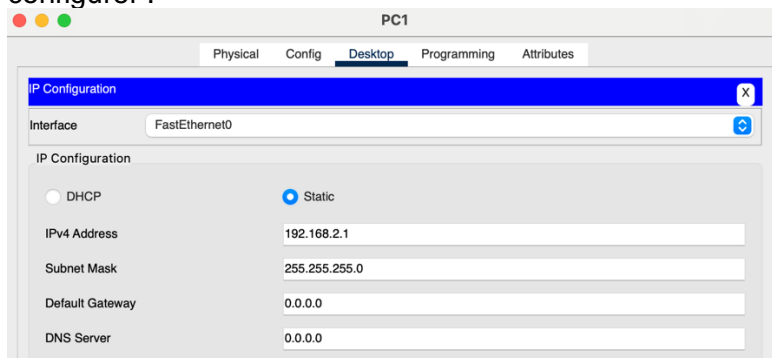 configurer :
PC1
Physical Config Desktop Programming Attributes
IP Configuration
X
Interface FastEthernet0
IP Configuration
DHCP Static
IPv4 Address 192.168.2.1
Subnet Mask 255.255.255.0
Default Gateway 0.0.0.0
DNS Server 0.0.0.0